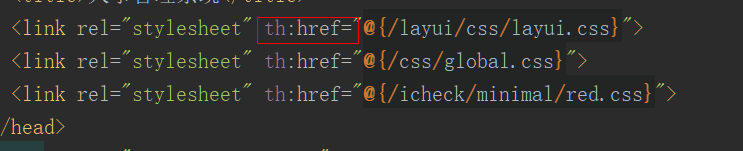 <link rel="stylesheet" th:href="@{/layui/css/layui.css}">
<link rel="stylesheet" th:href="@{/css/global.css}">
<link rel="stylesheet" th:href="@{/icheck/minimal/red.css}">
/head>